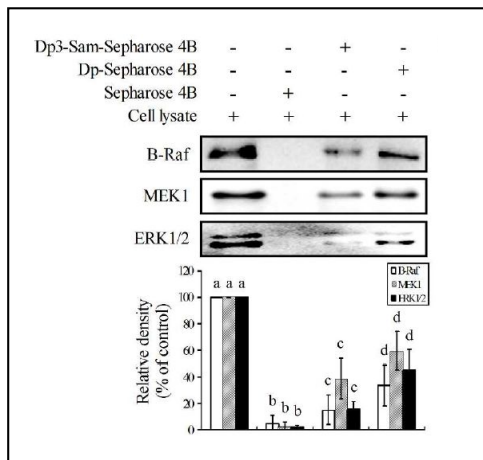 Dp3-Sam-Sepharose 4B - - + -
Dp-Sepharose 4B - - - +
Sepharose 4B - + - -
Cell lysate + + + +
B-Raf
MEK1
ERK1/2
B-Raf
MEK1
ERK1/2
Relative density
(% of control)
120
100
80
60
40
20
0
a a a
b b b
c c c
d d d